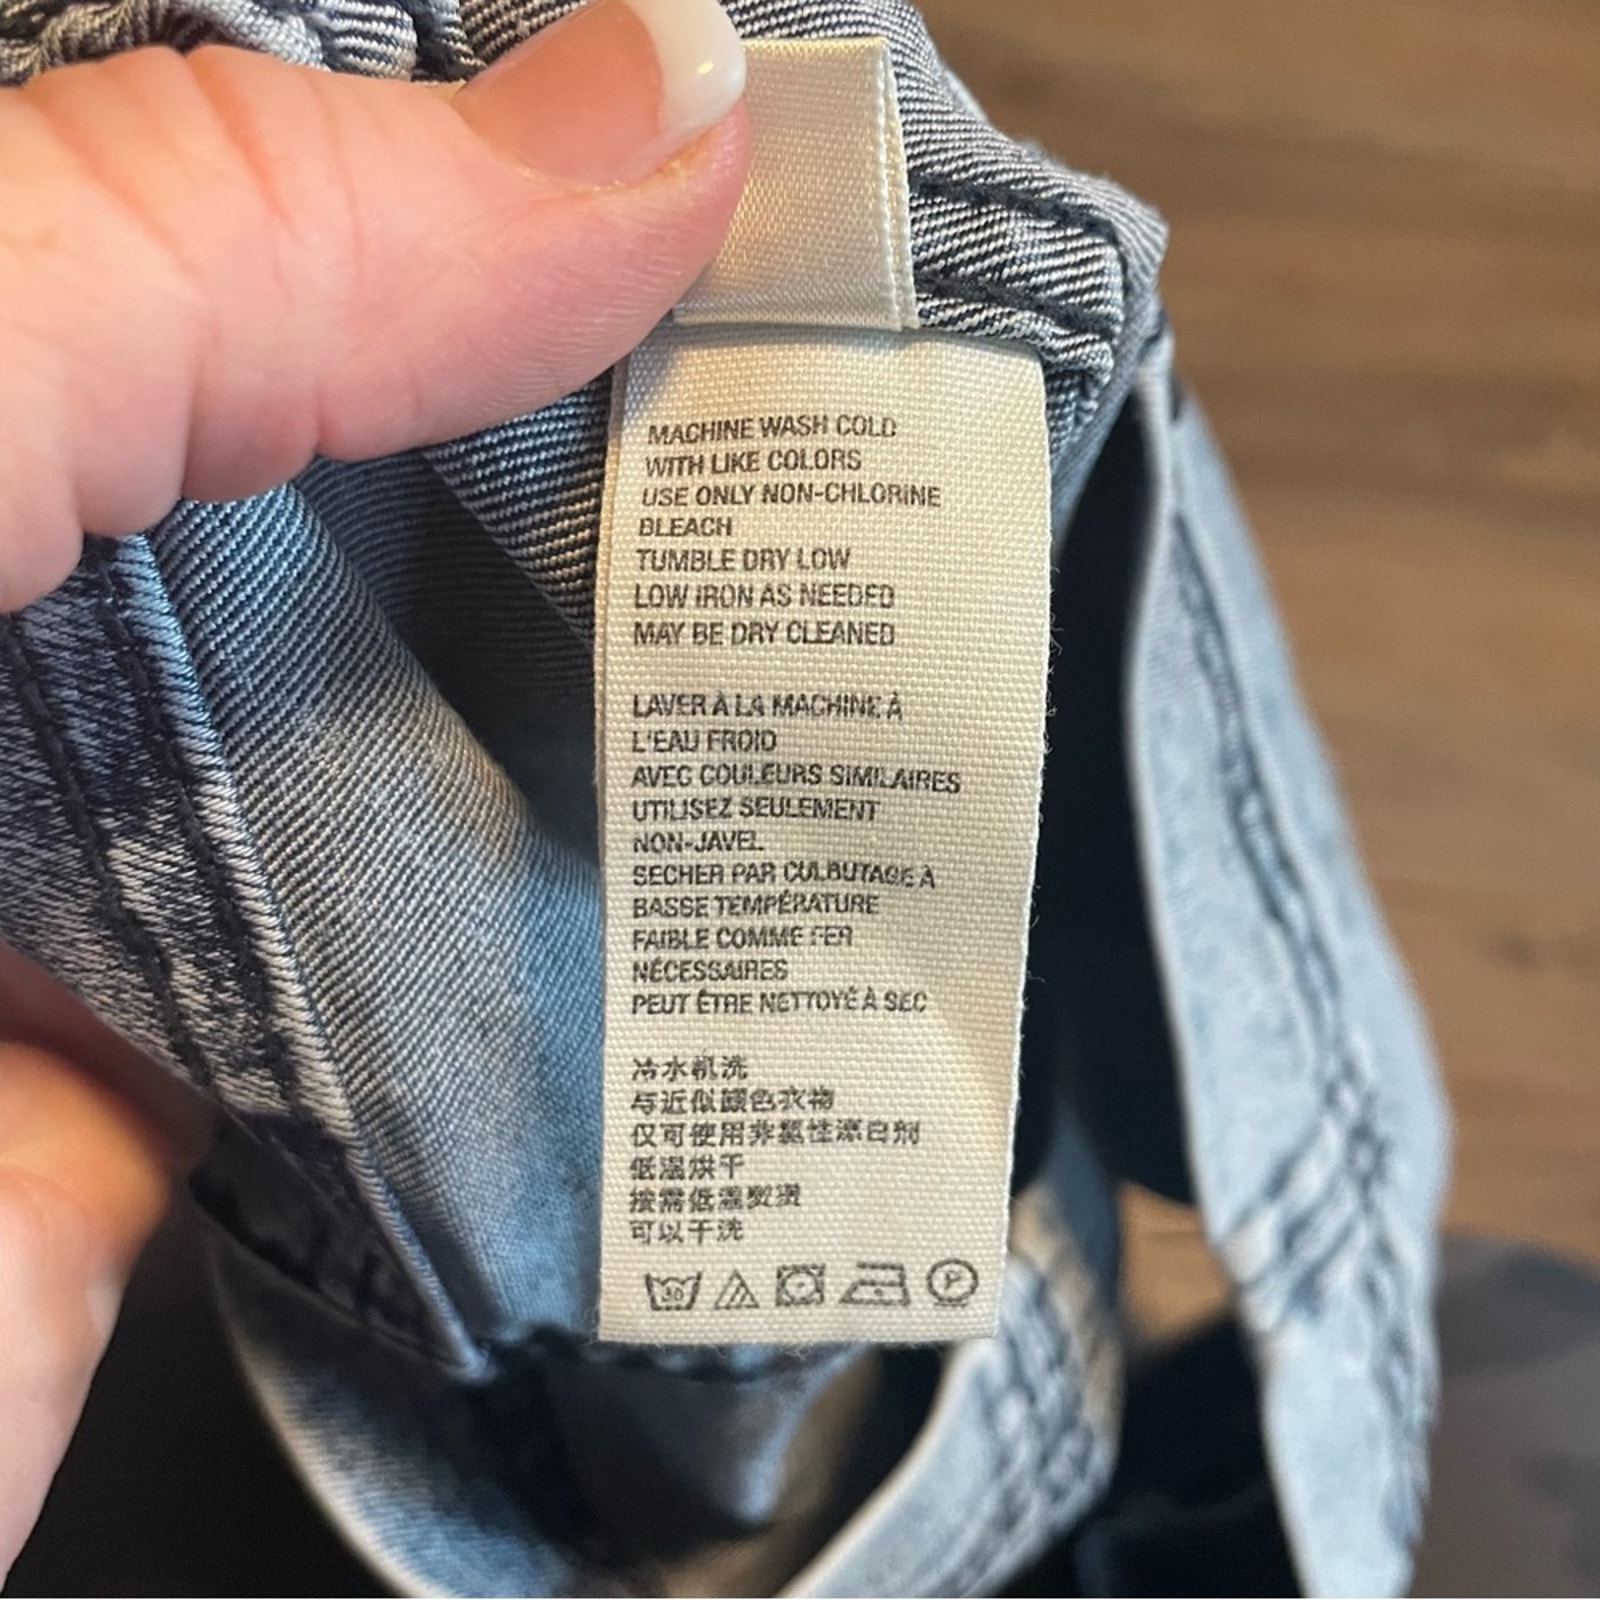 MACHINE WASH COLD
WITH LIKE COLORS
USE ONLY NON-CHLORINE
BLEACH
TUMBLE DRY LOW
LOW IRON AS NEEDED
MAY BE DRY CLEANED
LAVER À LA MACHINE À
L'EAU FROID
AVEC COULEURS SIMILAIRES
UTILISEZ SEULEMENT
NON-JAVEL
SECHER PAR CULBUTAGE À
BASSE TEMPÉRATURE
FAIBLE COMME FER
NÉCESSAIRES
PEUT ÊTRE NETTOYÉ À SEC
冷水机洗
与近似颜色衣物
仅可使用非氯性漂白剂
低温烘干
按需低温熨烫
可以干洗
30 P